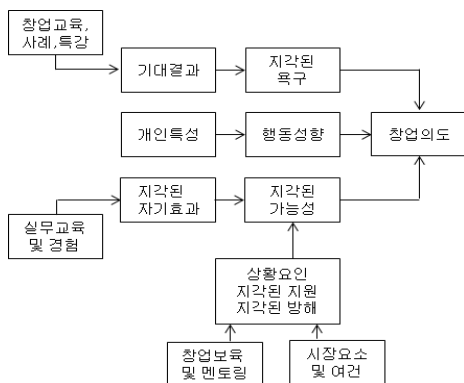 창업교육,
사례,특강
기대결과
지각된
욕구
개인특성
행동성향
창업의도
지각된
자기효과
지각된
가능성
실무교육
및 경험
상황요인
지각된 지원
지각된 방해
창업보육
및 멘토링
시장요소
및 여건